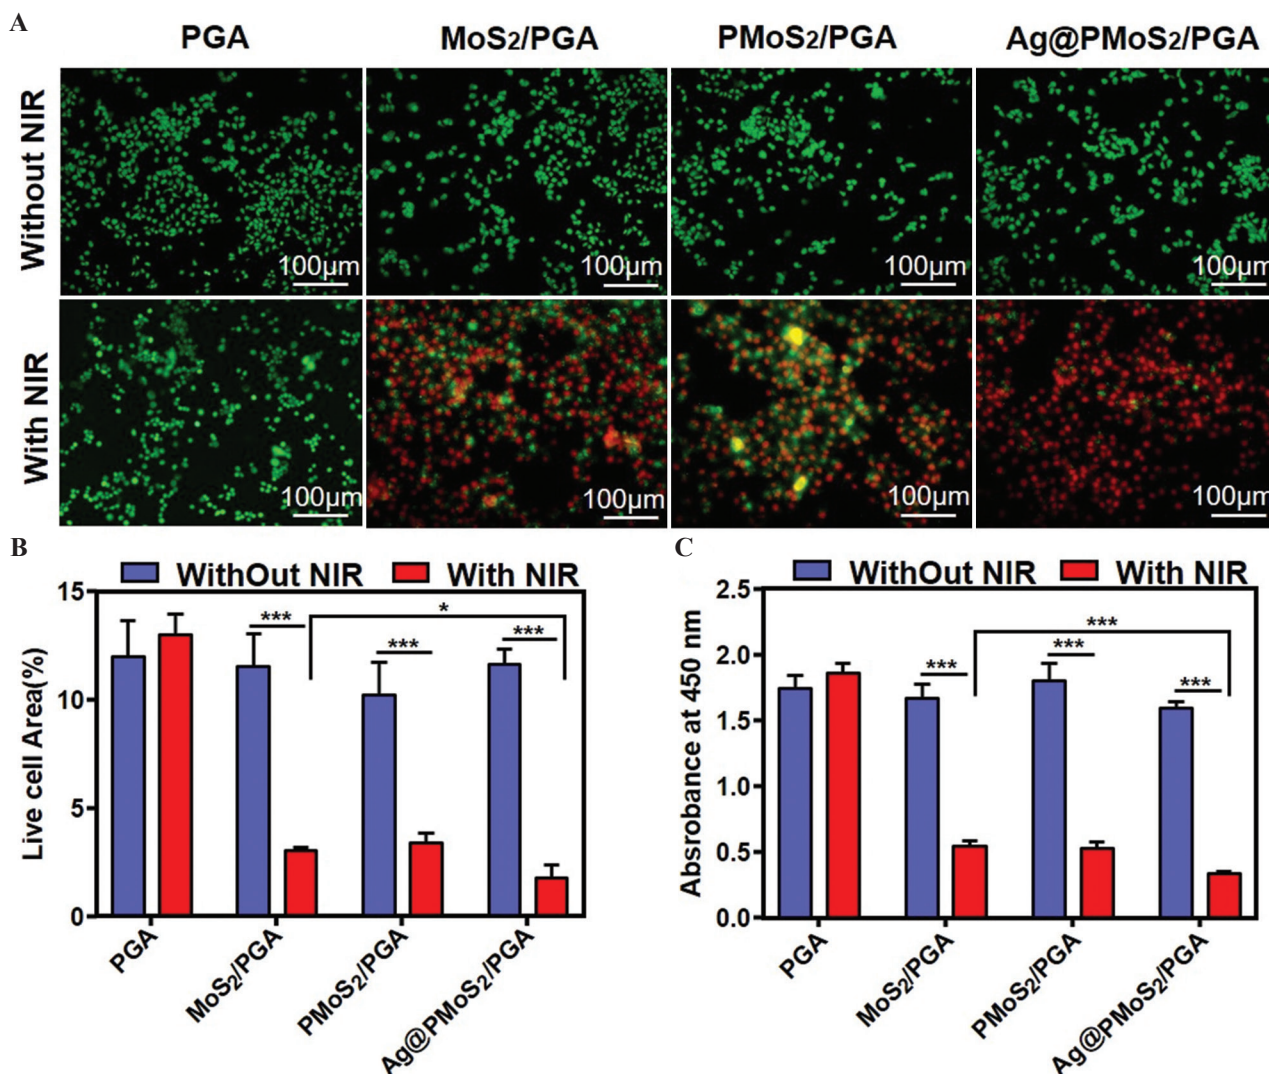 A
PGA
MoS2/PGA
PMoS2/PGA
Ag@PMoS2/PGA
Without NIR
100μm
100μm
100μm
100μm
With NIR
100μm
100μm
100μm
100μm
B
WithOut NIR
With NIR
Live cell Area(%)
15
10
5
0
***
***
***
*
PGA
MoS2/PGA
PMoS2/PGA
Ag@PMoS2/PGA
C
WithOut NIR
With NIR
Absrobance at 450 nm
2.5
2.0
1.5
1.0
0.5
0.0
***
***
***
***
PGA
MoS2/PGA
PMoS2/PGA
Ag@PMoS2/PGA